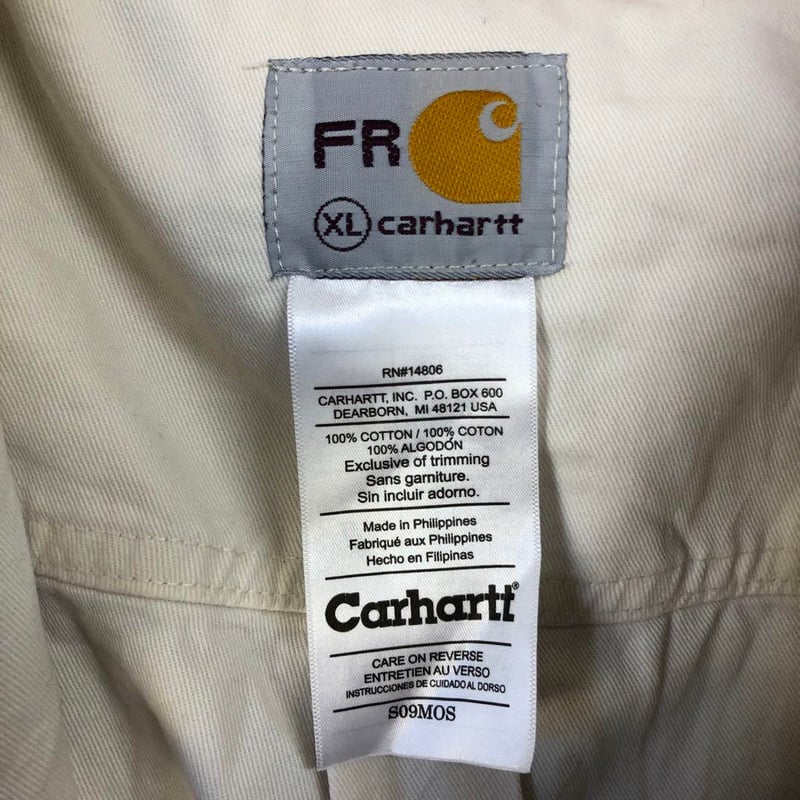 FR
XL carhartt
RN#14806
CARHARTT, INC. P.O. BOX 600
DEARBORN, MI 48121 USA
100% COTTON / 100% COTON
100% ALGODÓN
Exclusive of trimming
Sans garniture.
Sin incluir adorno.
Made in Philippines
Fabriqué aux Philippines
Hecho en Filipinas
Carhartt®
CARE ON REVERSE
ENTRETIEN AU VERSO
INSTRUCCIONES DE CUIDADO AL DORSO
S09MOS